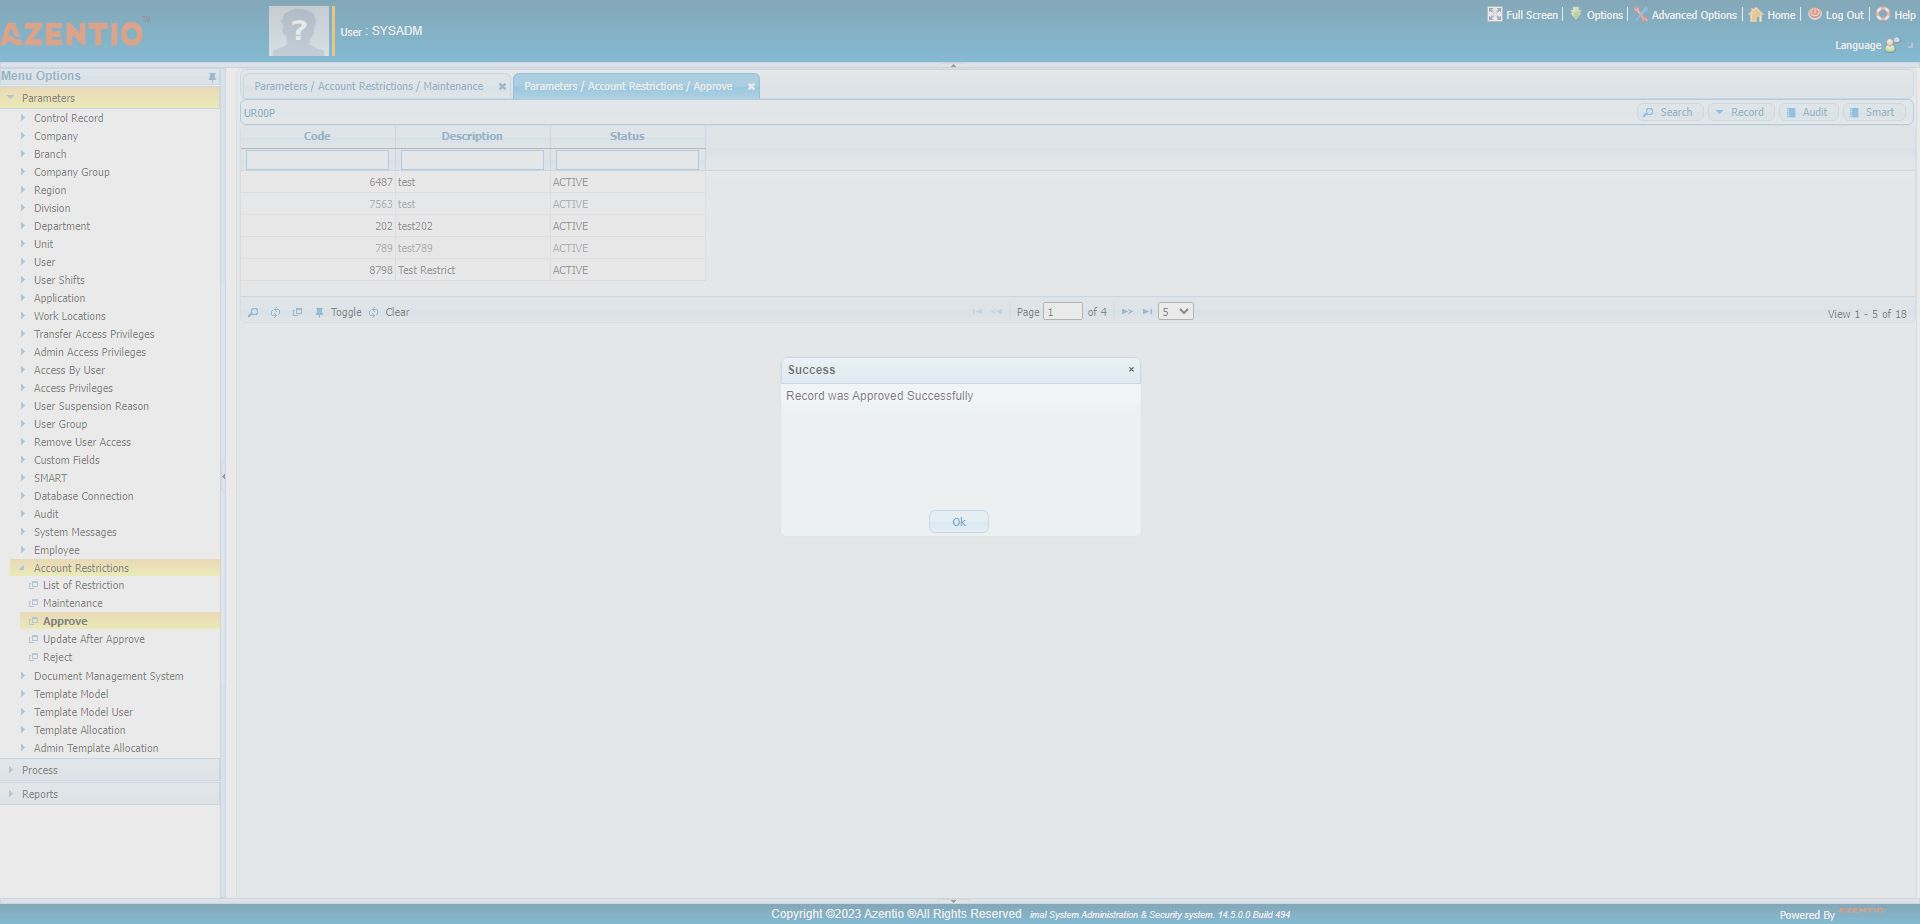 AZENTIO™
?
User : SYSADM
Full Screen
Options
Advanced Options
Home
Log Out
Help
Language
Menu Options
Parameters
Control Record
Company
Branch
Company Group
Region
Division
Department
Unit
User
User Shifts
Application
Work Locations
Transfer Access Privileges
Admin Access Privileges
Access By User
Access Privileges
User Suspension Reason
User Group
Remove User Access
Custom Fields
SMART
Database Connection
Audit
System Messages
Employee
Account Restrictions
List of Restriction
Maintenance
Approve
Update After Approve
Reject
Document Management System
Template Model
Template Model User
Template Allocation
Admin Template Allocation
Process
Reports
Parameters / Account Restrictions / Maintenance
Parameters / Account Restrictions / Approve
UR00P
Search
Record
Audit
Smart
Code Description Status
6487 test ACTIVE
7563 test ACTIVE
202 test202 ACTIVE
789 test789 ACTIVE
8798 Test Restrict ACTIVE
Toggle Clear
Page 1 of 4
5
View 1 - 5 of 18
Success
Record was Approved Successfully
Ok
Copyright ©2023 Azentio ®All Rights Reserved imal System Administration & Security system. 14.5.0.0 Build 494
Powered By AZENTIO